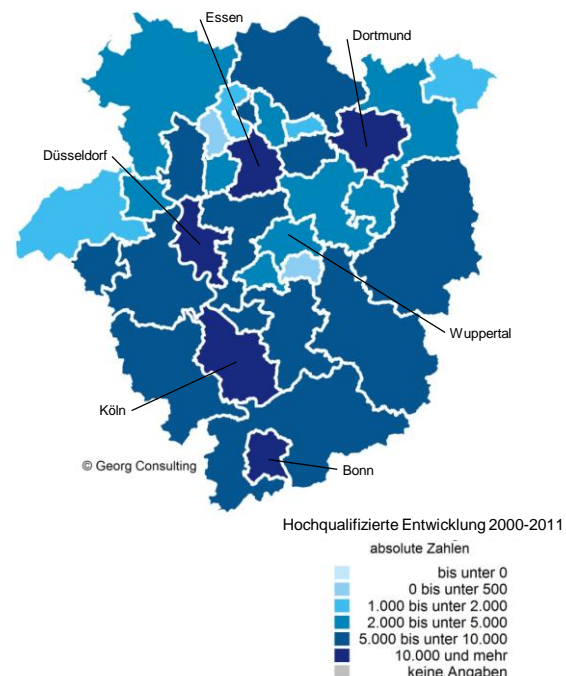 Essen
Dortmund
Düsseldorf
Wuppertal
Köln
© Georg Consulting
Bonn
Hochqualifizierte Entwicklung 2000-2011
absolute Zahlen
bis unter 0
0 bis unter 500
1.000 bis unter 2.000
2.000 bis unter 5.000
5.000 bis unter 10.000
10.000 und mehr
keine Angaben